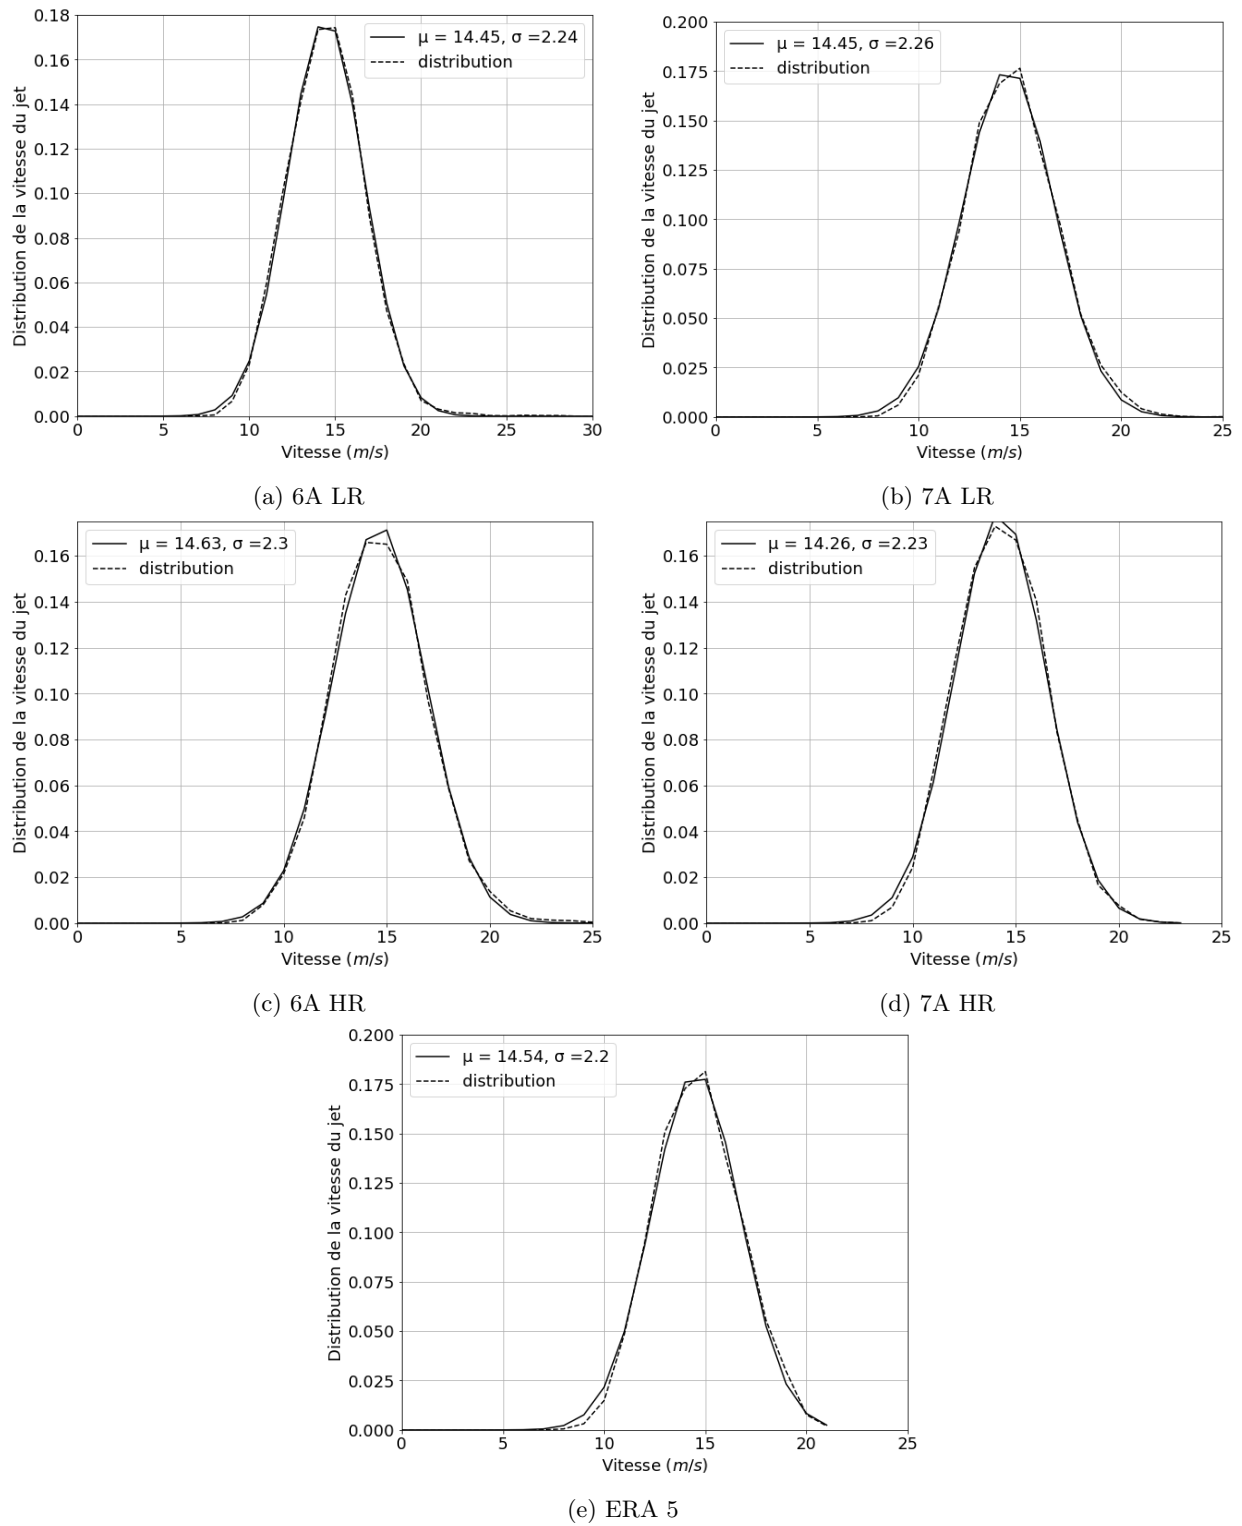 0.18
0.16
0.14
0.12
0.10
0.08
0.06
0.04
0.02
0.00
Distribution de la vitesse du jet
μ = 14.45, σ =2.24
distribution
0 5 10 15 20 25 30
Vitesse (m/s)
(a) 6A LR
0.200
0.175
0.150
0.125
0.100
0.075
0.050
0.025
0.000
Distribution de la vitesse du jet
μ = 14.45, σ =2.26
distribution
0 5 10 15 20 25
Vitesse (m/s)
(b) 7A LR
0.16
0.14
0.12
0.10
0.08
0.06
0.04
0.02
0.00
Distribution de la vitesse du jet
μ = 14.63, σ =2.3
distribution
0 5 10 15 20 25
Vitesse (m/s)
(c) 6A HR
0.16
0.14
0.12
0.10
0.08
0.06
0.04
0.02
0.00
Distribution de la vitesse du jet
μ = 14.26, σ =2.23
distribution
0 5 10 15 20 25
Vitesse (m/s)
(d) 7A HR
0.200
0.175
0.150
0.125
0.100
0.075
0.050
0.025
0.000
Distribution de la vitesse du jet
μ = 14.54, σ =2.2
distribution
0 5 10 15 20 25
Vitesse (m/s)
(e) ERA 5